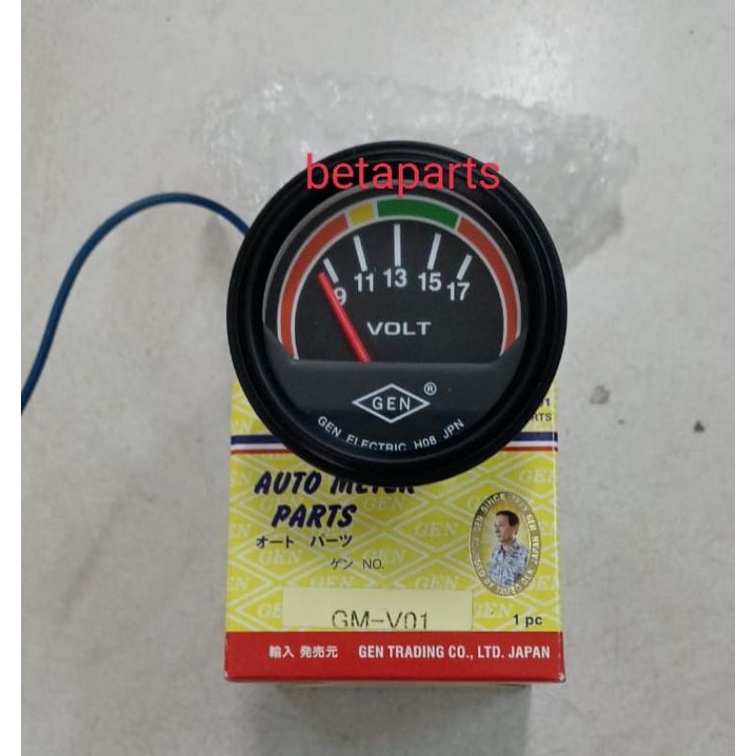 betaparts
9 11 13 15 17
VOLT
GEN ®
GEN ELECTRIC H08 JPN
AUTO METER
PARTS
オート パーツ
ゲン NO.
GM-V01
1 pc
輸入 発売元 GEN TRADING CO., LTD. JAPAN